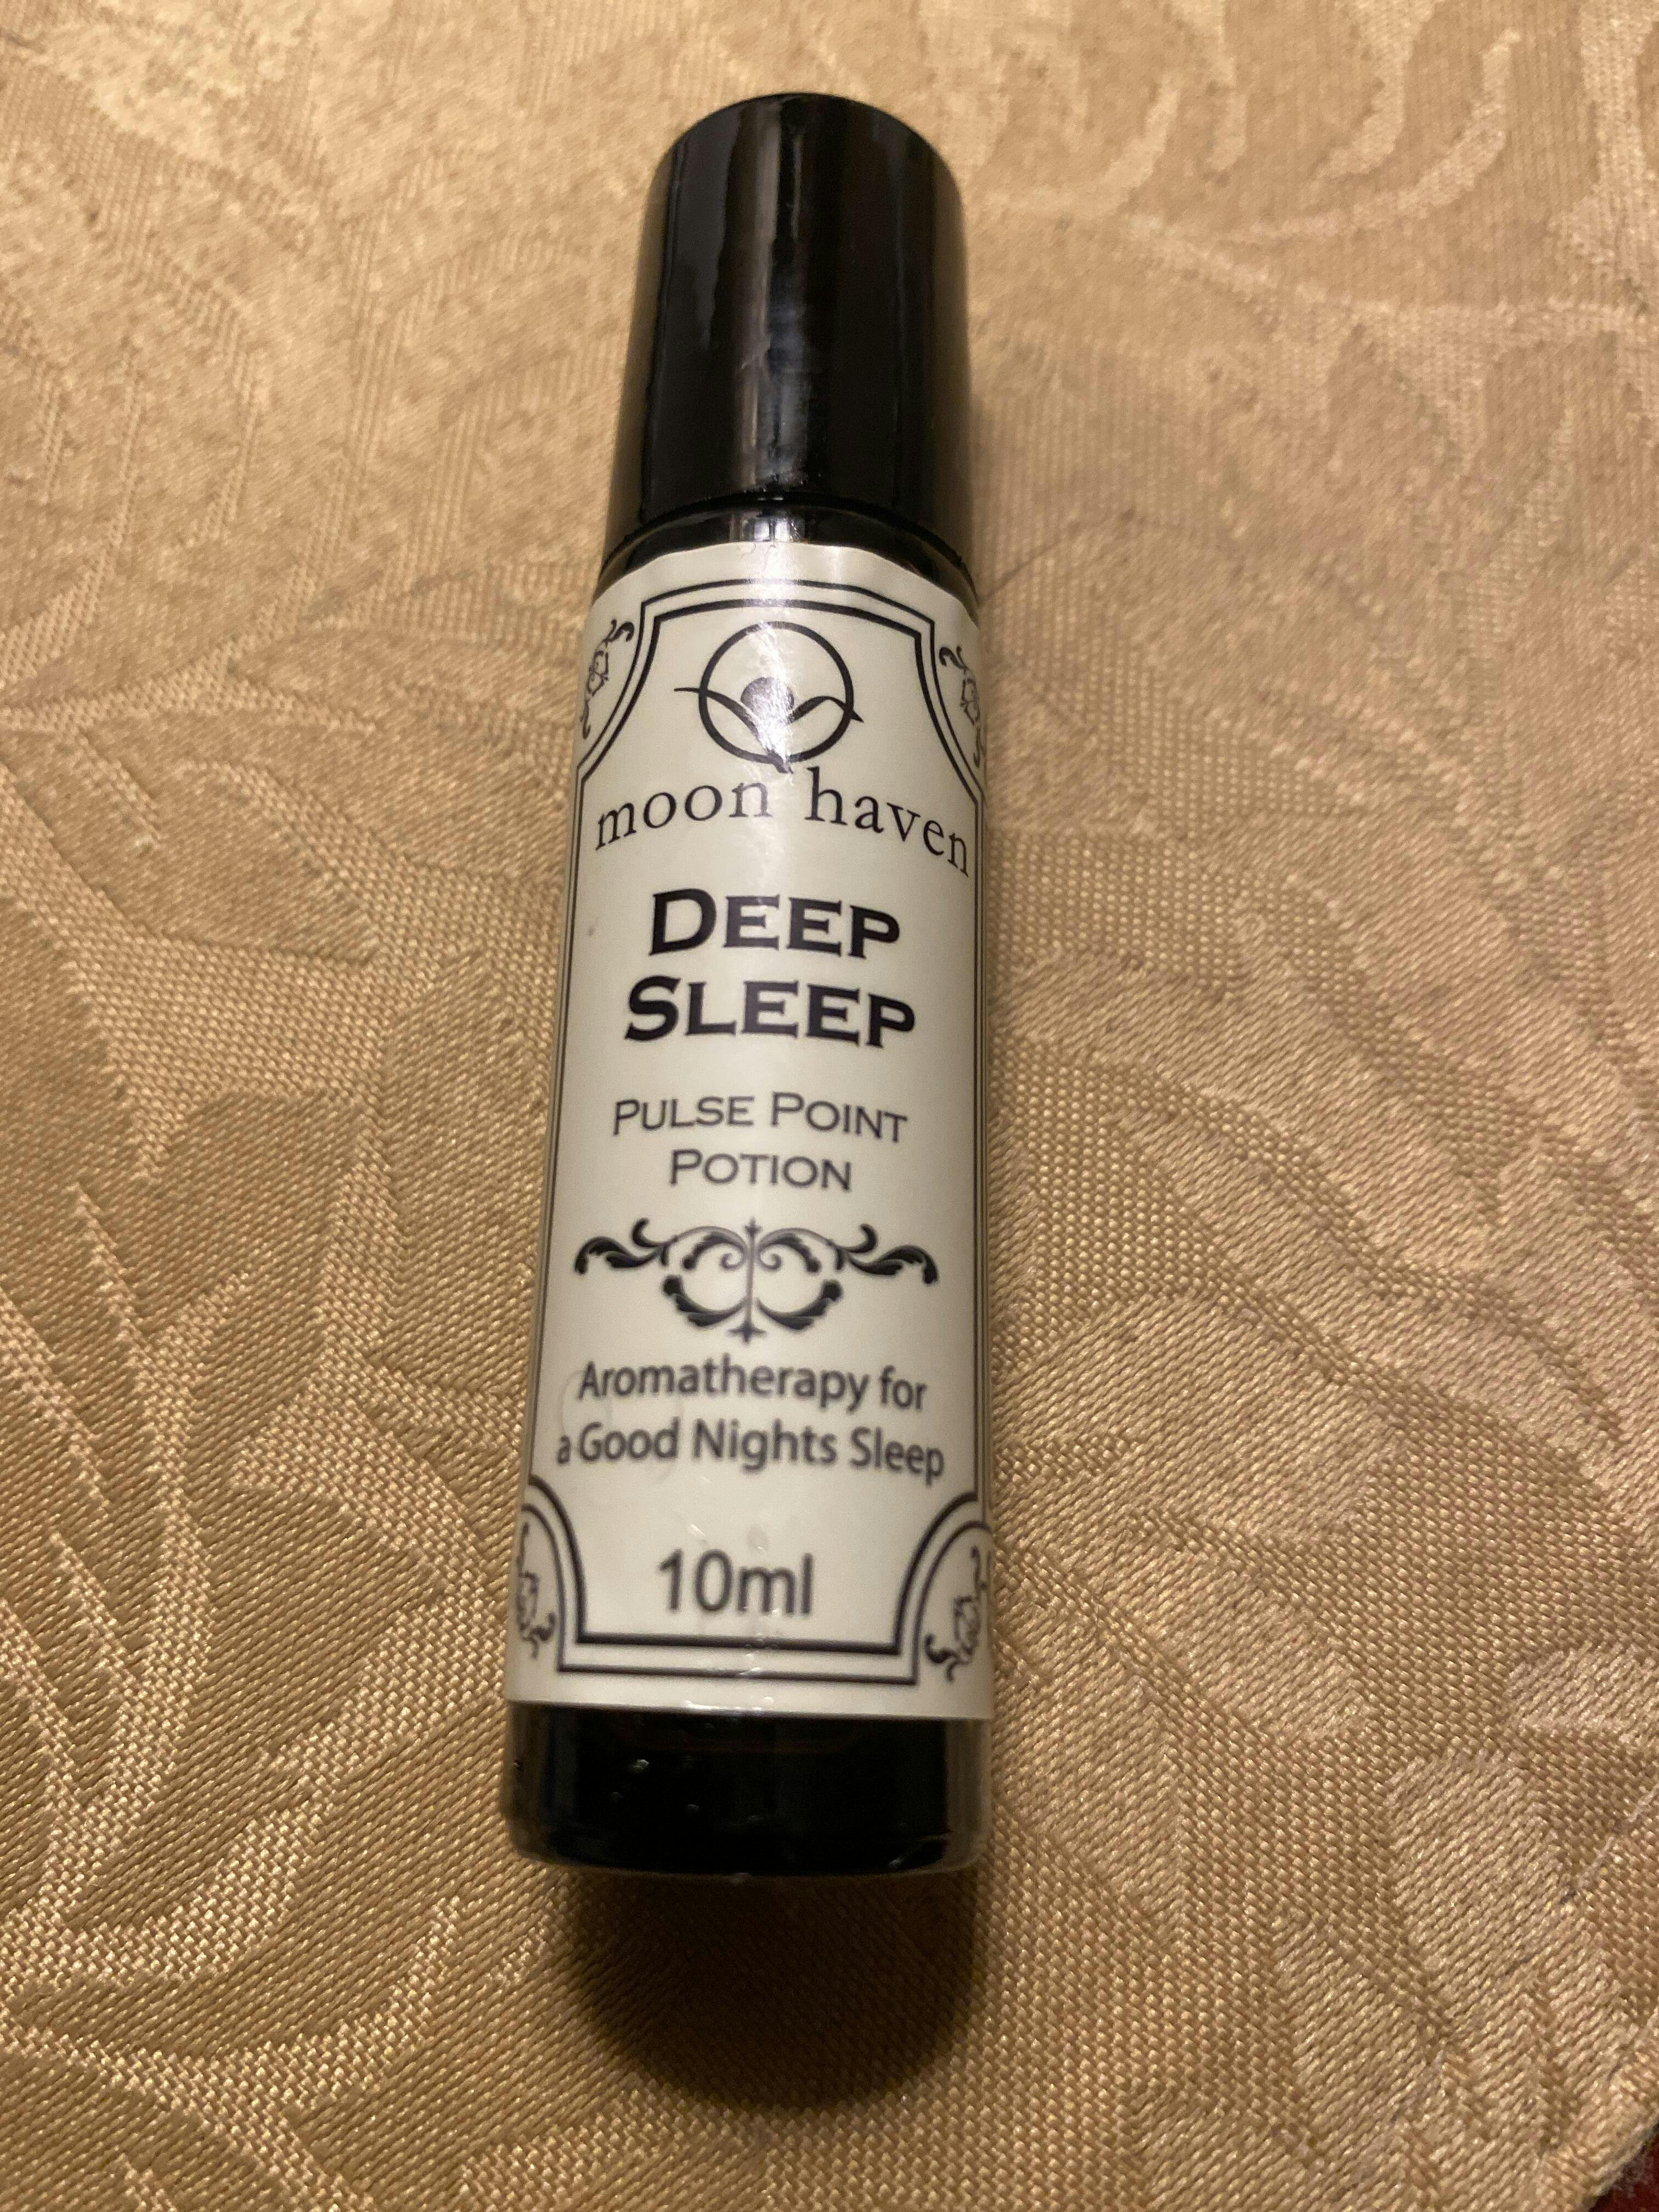 moon haven
DEEP
SLEEP
PULSE POINT
POTION
Aromatherapy for
a Good Nights Sleep
10ml